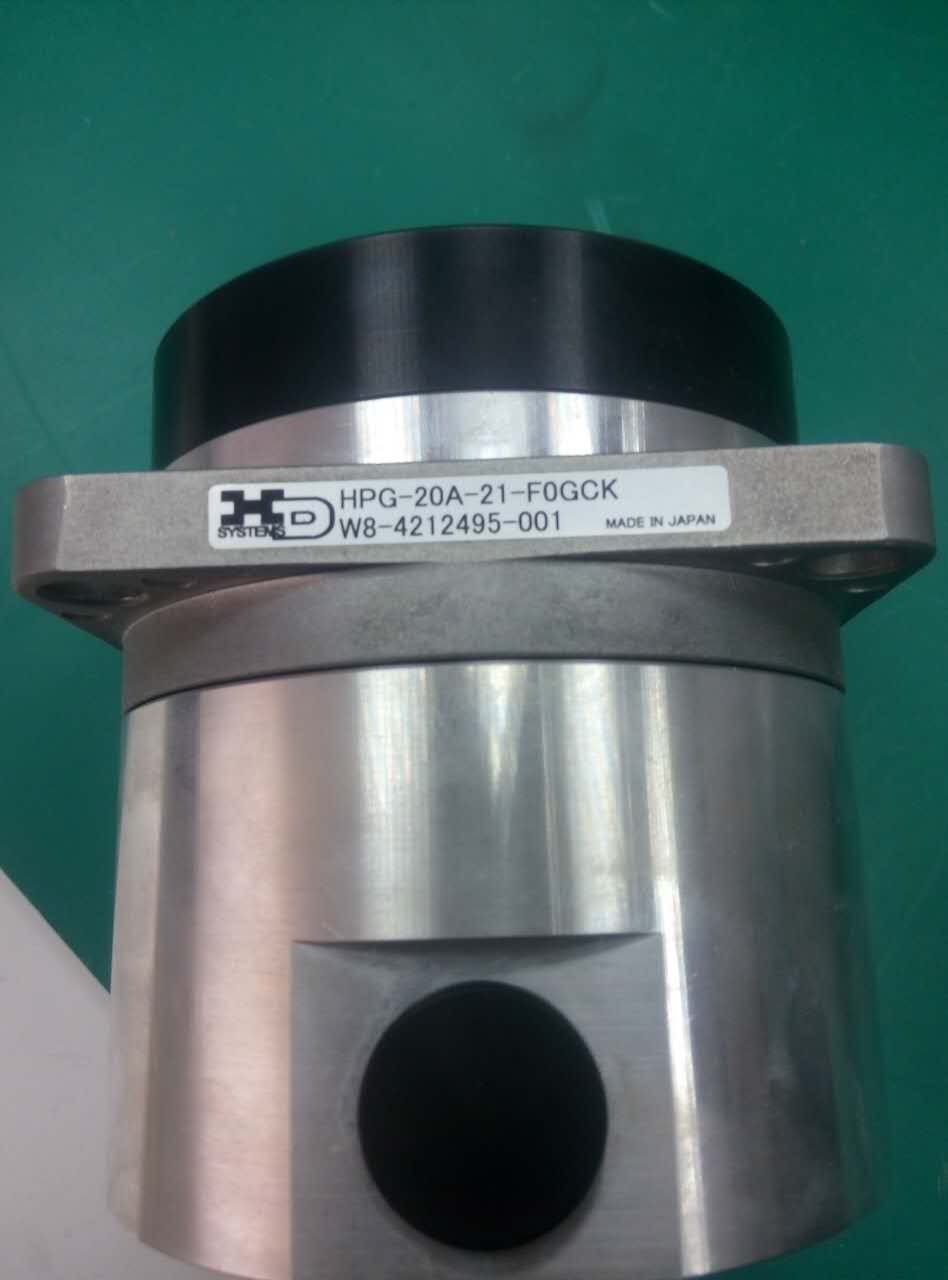 HD SYSTEMS
HPG-20A-21-F0GCK
W8-4212495-001
MADE IN JAPAN